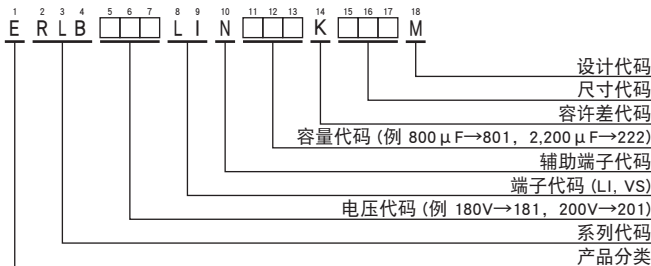 1 2 3 4 5 6 7 8 9 10 11 12 13 14 15 16 17 18
E RLB □□□ LI N □□□ K □□□ M
设计代码
尺寸代码
容许差代码
容量代码 (例 800μF→801, 2,200μF→222)
辅助端子代码
端子代码 (LI, VS)
电压代码 (例 180V→181, 200V→201)
系列代码
产品分类